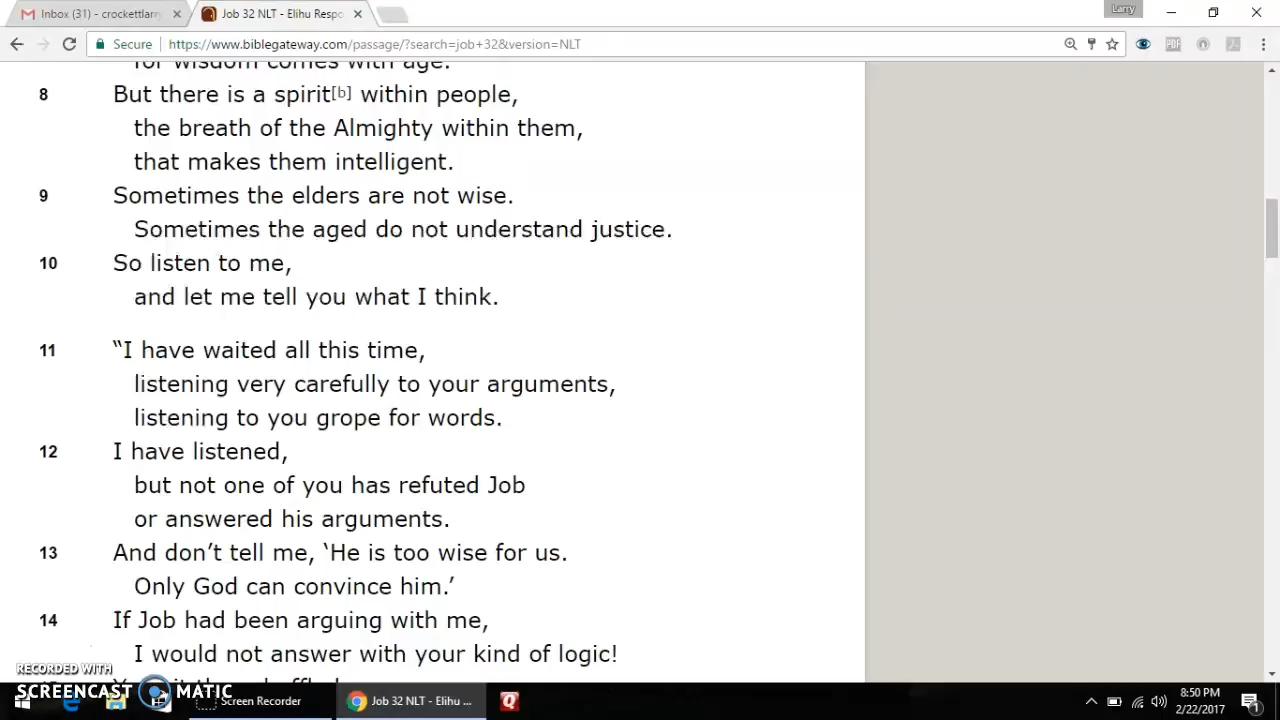 Inbox (31) - crockettlarr
Job 32 NLT - Elihu Respo
Larry
Secure
https://www.biblegateway.com/passage/?search=job+32&version=NLT
for wisdom comes with age.
8 But there is a spirit[b] within people,
the breath of the Almighty within them,
that makes them intelligent.
9 Sometimes the elders are not wise.
Sometimes the aged do not understand justice.
10 So listen to me,
and let me tell you what I think.
11 “I have waited all this time,
listening very carefully to your arguments,
listening to you grope for words.
12 I have listened,
but not one of you has refuted Job
or answered his arguments.
13 And don’t tell me, ‘He is too wise for us.
Only God can convince him.’
14 If Job had been arguing with me,
I would not answer with your kind of logic!
RECORDED WITH
SCREENCAST MATIC
Screen Recorder
Job 32 NLT - Elihu ...
8:50 PM
2/22/2017